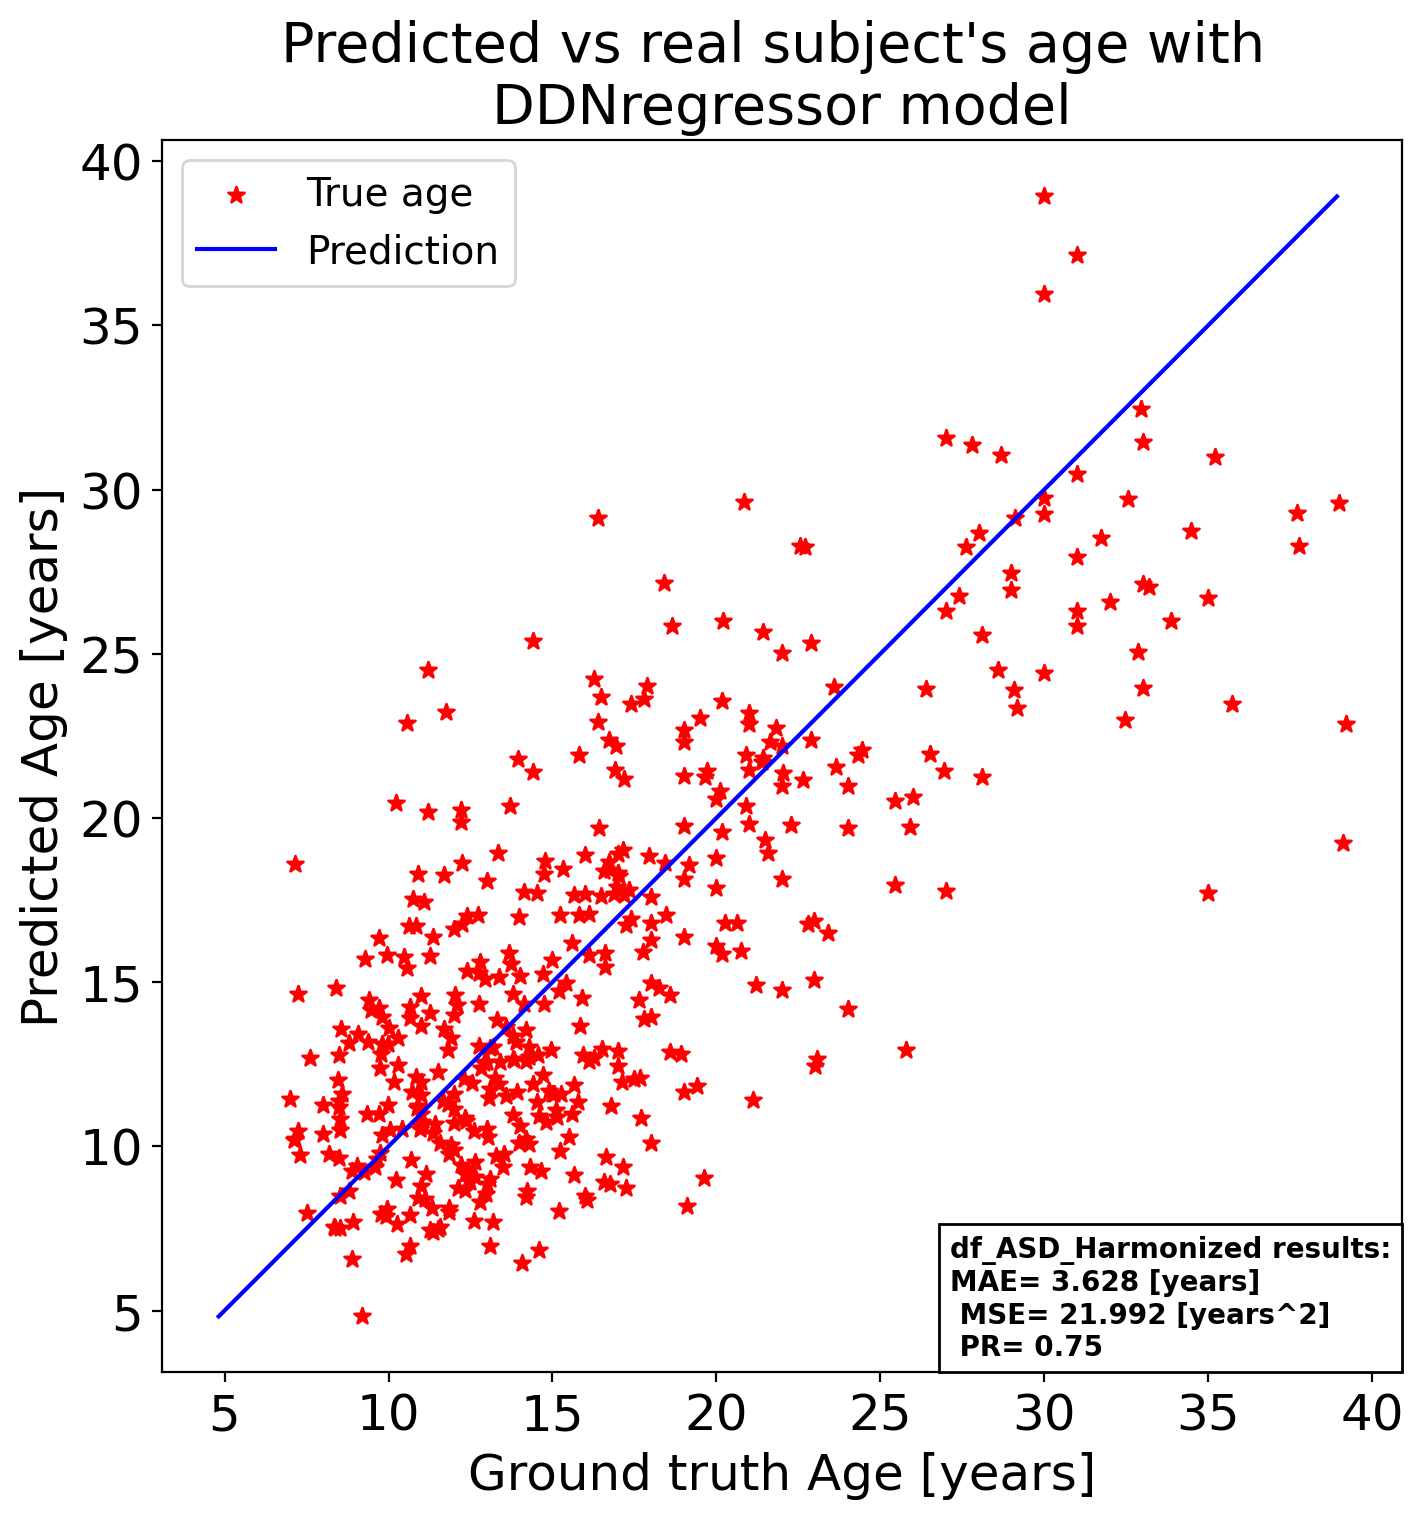 Predicted vs real subject's age with
DDNregressor model
True age
Prediction
Predicted Age [years]
40
35
30
25
20
15
10
5
df_ASD_Harmonized results:
MAE= 3.628 [years]
MSE= 21.992 [years^2]
PR= 0.75
5 10 15 20 25 30 35 40
Ground truth Age [years]